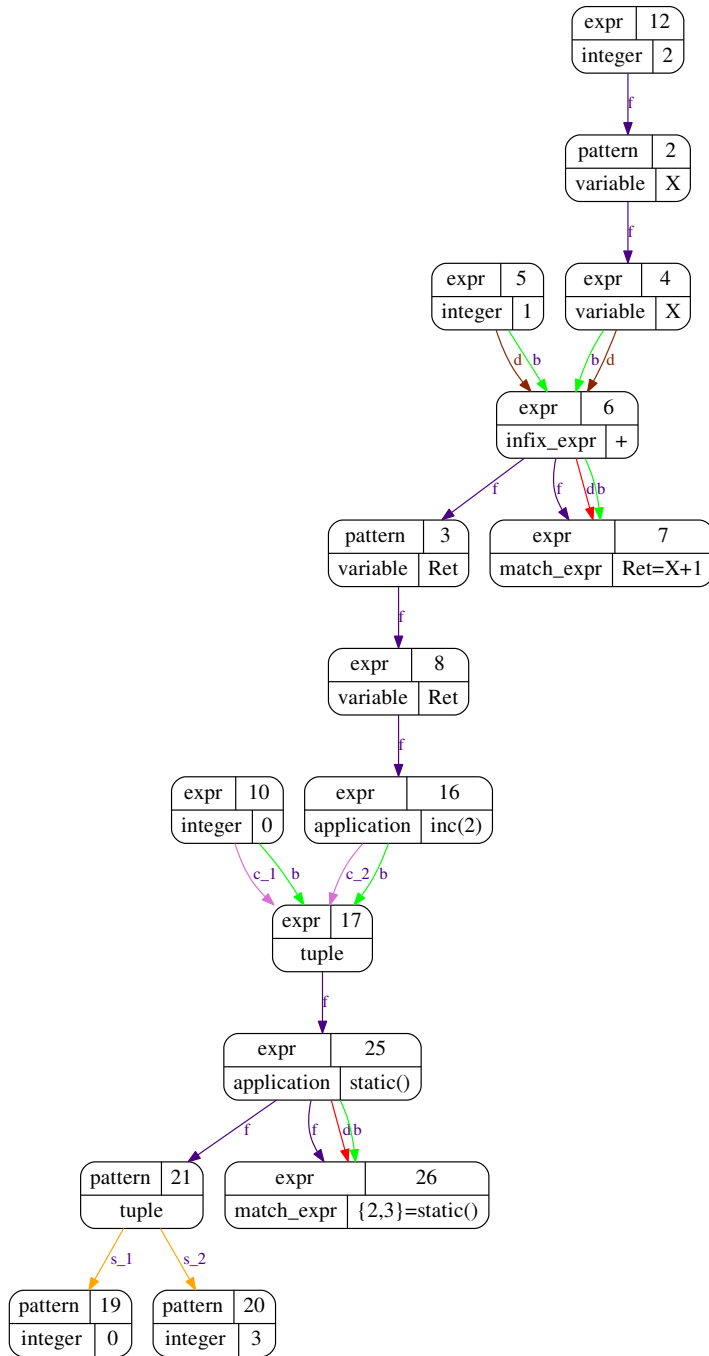 expr 12
integer 2
f
pattern 2
variable X
f
expr 5
integer 1
expr 4
variable X
d b b d
expr 6
infix_expr +
f f d b
pattern 3
variable Ret
expr 7
match_expr Ret=X+1
f
expr 8
variable Ret
f
expr 10
integer 0
expr 16
application inc(2)
c_1 b c_2 b
expr 17
tuple
f
expr 25
application static()
f f d b
pattern 21
tuple
expr 26
match_expr {2,3}=static()
s_1 s_2
pattern 19
integer 0
pattern 20
integer 3